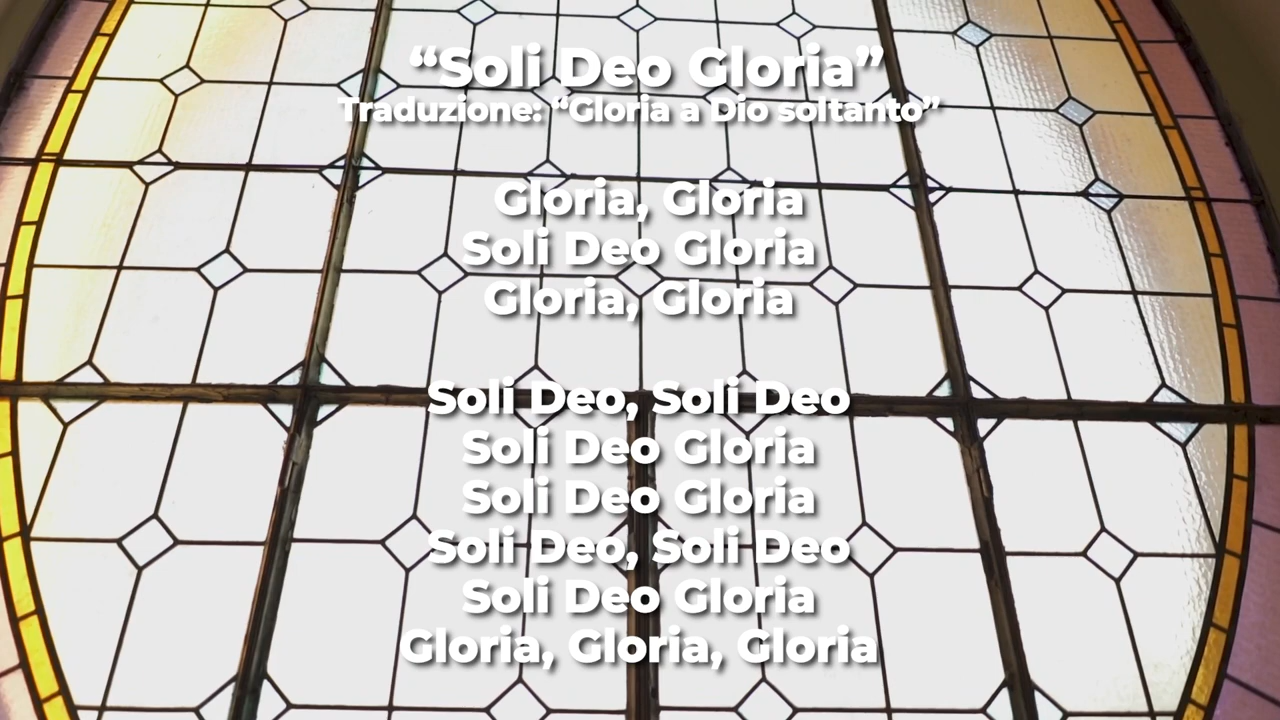 “Soli Deo Gloria”
Traduzione: “Gloria a Dio soltanto”
Gloria, Gloria
Soli Deo Gloria
Gloria, Gloria
Soli Deo, Soli Deo
Soli Deo Gloria
Soli Deo Gloria
Soli Deo, Soli Deo
Soli Deo Gloria
Gloria, Gloria, Gloria